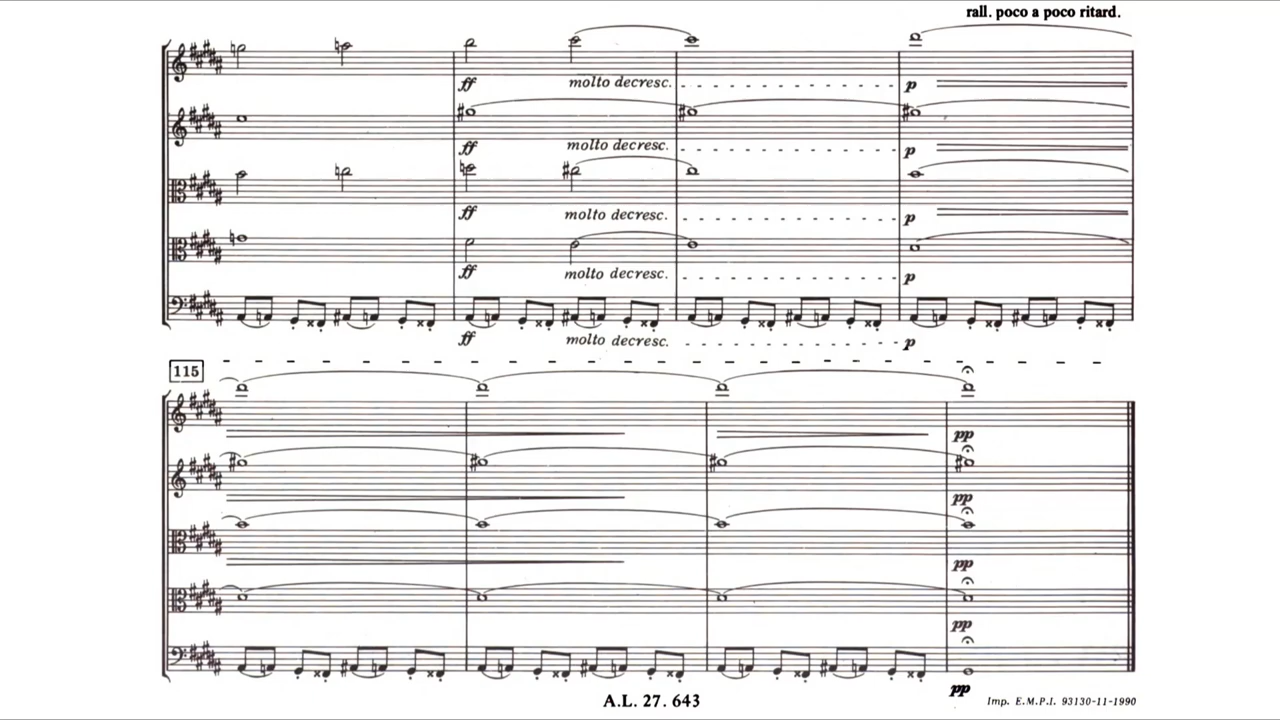 rall. poco a poco ritard.
ff molto decresc. p
ff molto decresc. p
ff molto decresc. p
ff molto decresc. p
ff molto decresc. p
115
pp
pp
pp
pp
pp
A.L. 27. 643
Imp. E.M.P.I. 93130-11-1990